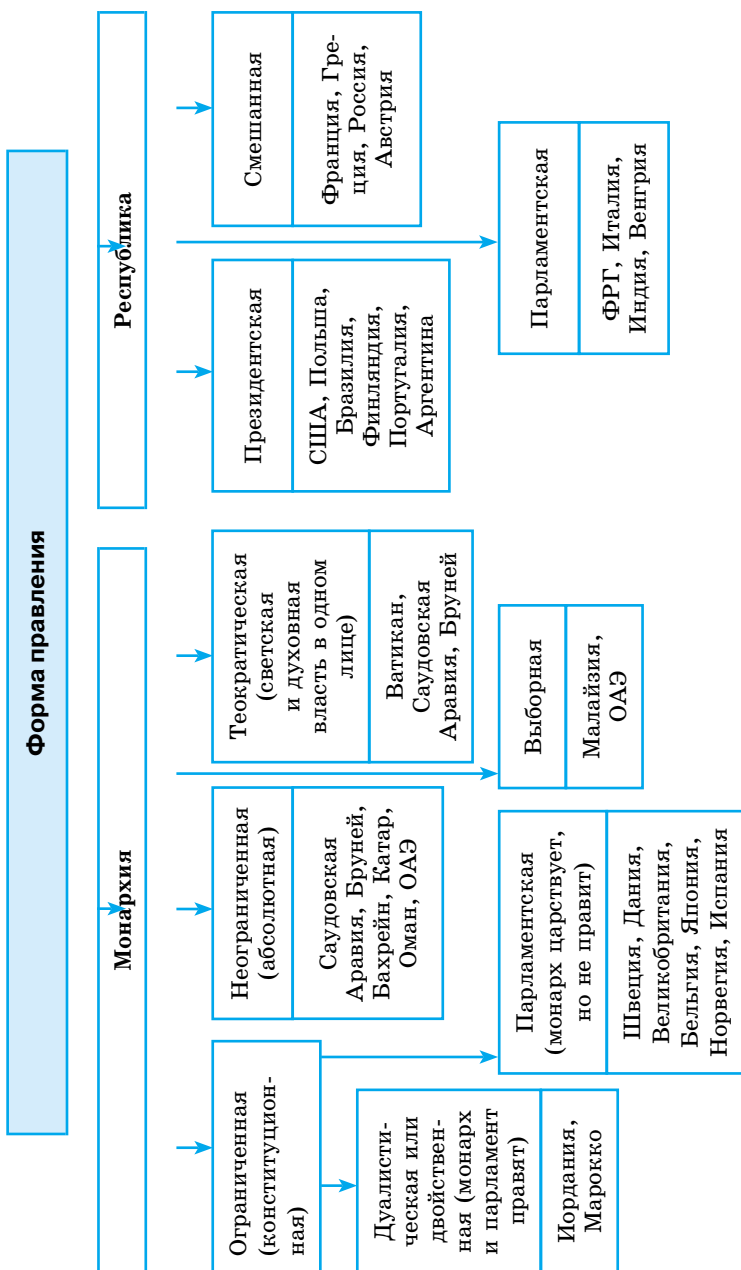 Форма правления
Монархия
Ограниченная
(конституцион-
ная)
Дуалисти-
ческая или
двойствен-
ная (монарх
и парламент
правят)
Иордания,
Марокко
Парламентская
(монарх царствует,
но не правит)
Швеция, Дания,
Великобритания,
Бельгия, Япония,
Норвегия, Испания
Неограниченная
(абсолютная)
Саудовская
Аравия, Бруней,
Бахрейн, Катар,
Оман, ОАЭ
Теократическая
(светская
и духовная
власть в одном
лице)
Ватикан,
Саудовская
Аравия, Бруней
Выборная
Малайзия,
ОАЭ
Республика
Президентская
США, Польша,
Бразилия,
Финляндия,
Португалия,
Аргентина
Смешанная
Франция, Гре-
ция, Россия,
Австрия
Парламентская
ФРГ, Италия,
Индия, Венгрия